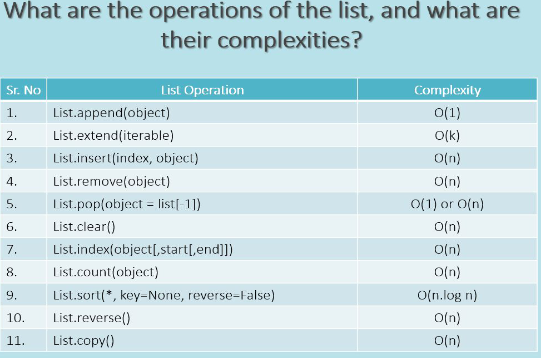 What are the operations of the list, and what are
their complexities?
Sr. No List Operation Complexity
1. List.append(object) O(1)
2. List.extend(iterable) O(k)
3. List.insert(index, object) O(n)
4. List.remove(object) O(n)
5. List.pop(object = list[-1]) O(1) or O(n)
6. List.clear() O(n)
7. List.index(object[,start[,end]]) O(n)
8. List.count(object) O(n)
9. List.sort(*, key=None, reverse=False) O(n.log n)
10. List.reverse() O(n)
11. List.copy() O(n)